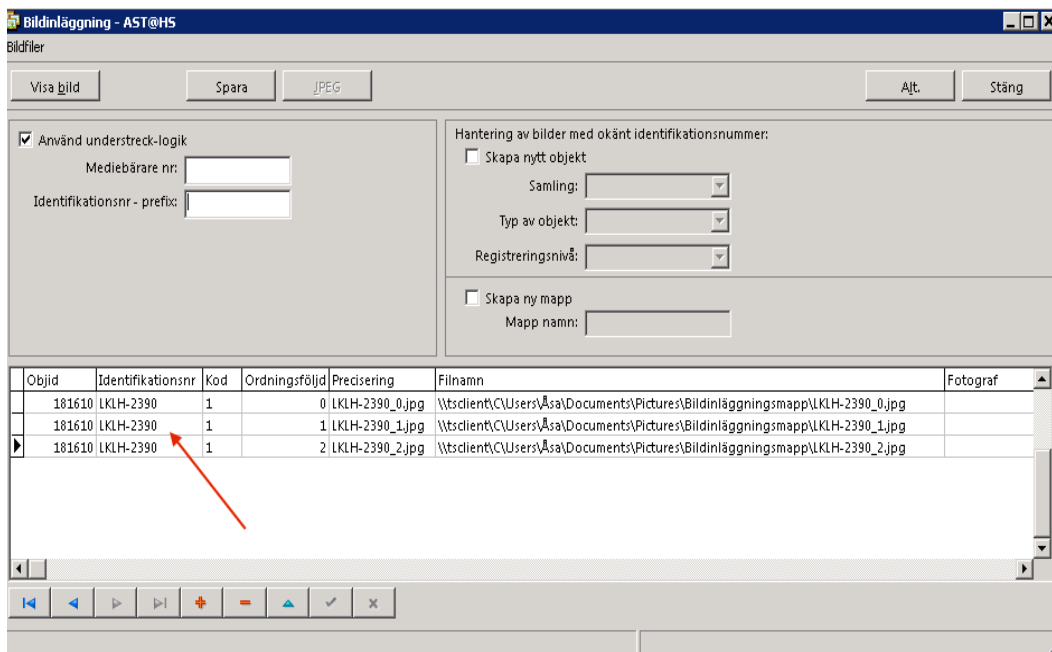 Bildinläggning - AST@HS
Bildfiler
Visa bild
Spara
JPEG
Alt.
Stäng
Använd understreck-logik
Mediebärare nr:
Identifikationsnr - prefix:
Hantering av bilder med okänt identifikationsnummer:
Skapa nytt objekt
Samling:
Typ av objekt:
Registreringsnivå:
Skapa ny mapp
Mapp namn:
Objid Identifikationsnr Kod Ordningsföljd Precisering Filnamn Fotograf
181610 LKLH-2390 1 0 LKLH-2390_0.jpg \\tsclient\C\Users\Åsa\Documents\Pictures\Bildinläggningsmapp\LKLH-2390_0.jpg
181610 LKLH-2390 1 1 LKLH-2390_1.jpg \\tsclient\C\Users\Åsa\Documents\Pictures\Bildinläggningsmapp\LKLH-2390_1.jpg
181610 LKLH-2390 1 2 LKLH-2390_2.jpg \\tsclient\C\Users\Åsa\Documents\Pictures\Bildinläggningsmapp\LKLH-2390_2.jpg